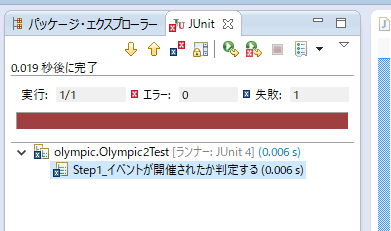 パッケージ・エクスプローラー JUnit
0.019 秒後に完了
実行: 1/1 エラー: 0 失敗: 1
olympic.Olympic2Test [ランナー: JUnit 4] (0.006 s)
Step1_イベントが開催されたか判定する (0.006 s)